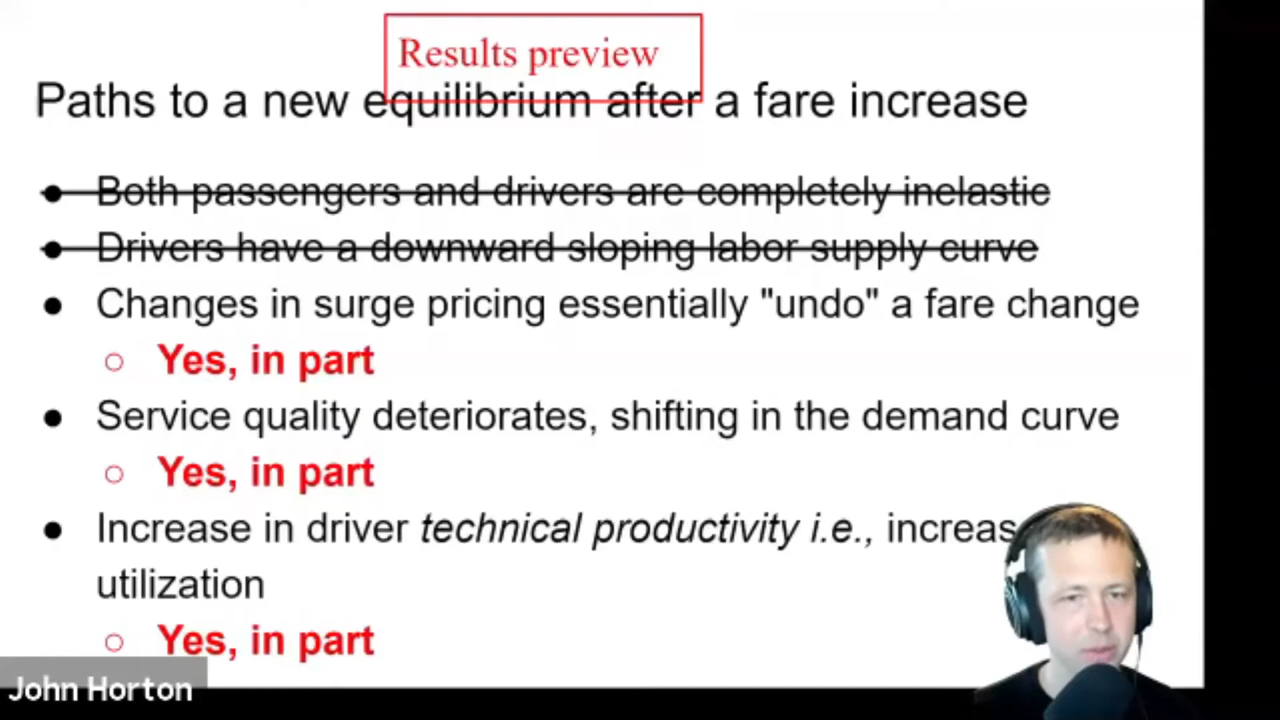 Results preview
Paths to a new equilibrium after a fare increase
● Both passengers and drivers are completely inelastic
● Drivers have a downward sloping labor supply curve
● Changes in surge pricing essentially "undo" a fare change
○ Yes, in part
● Service quality deteriorates, shifting in the demand curve
○ Yes, in part
● Increase in driver technical productivity i.e., increas
utilization
○ Yes, in part
John Horton